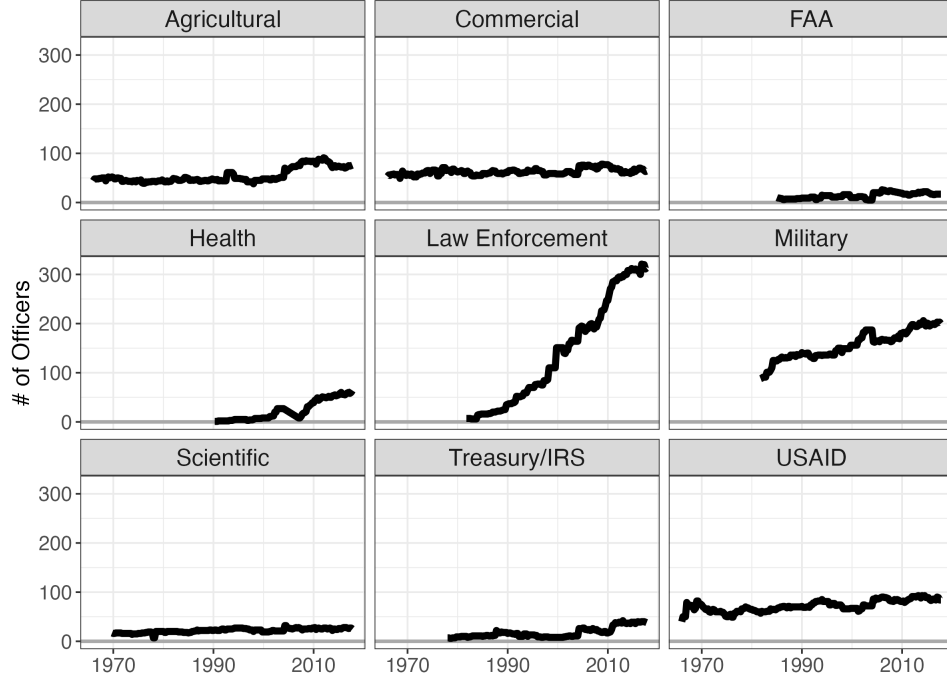 Agricultural Commercial FAA
300
200
100
0
Health Law Enforcement Military
300
200
100
0
# of Officers
Scientific Treasury/IRS USAID
300
200
100
0
1970 1990 2010 1970 1990 2010 1970 1990 2010